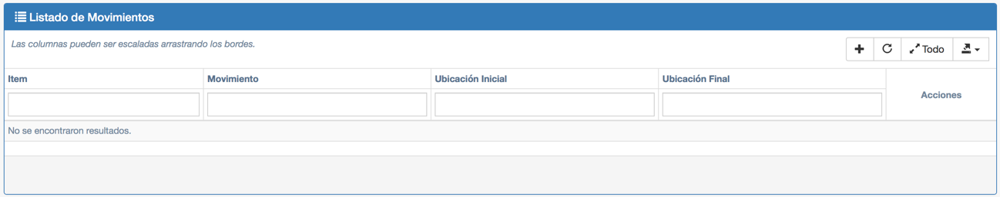 Listado de Movimientos
Las columnas pueden ser escaladas arrastrando los bordes.
Todo
Item Movimiento Ubicación Inicial Ubicación Final
Acciones
No se encontraron resultados.